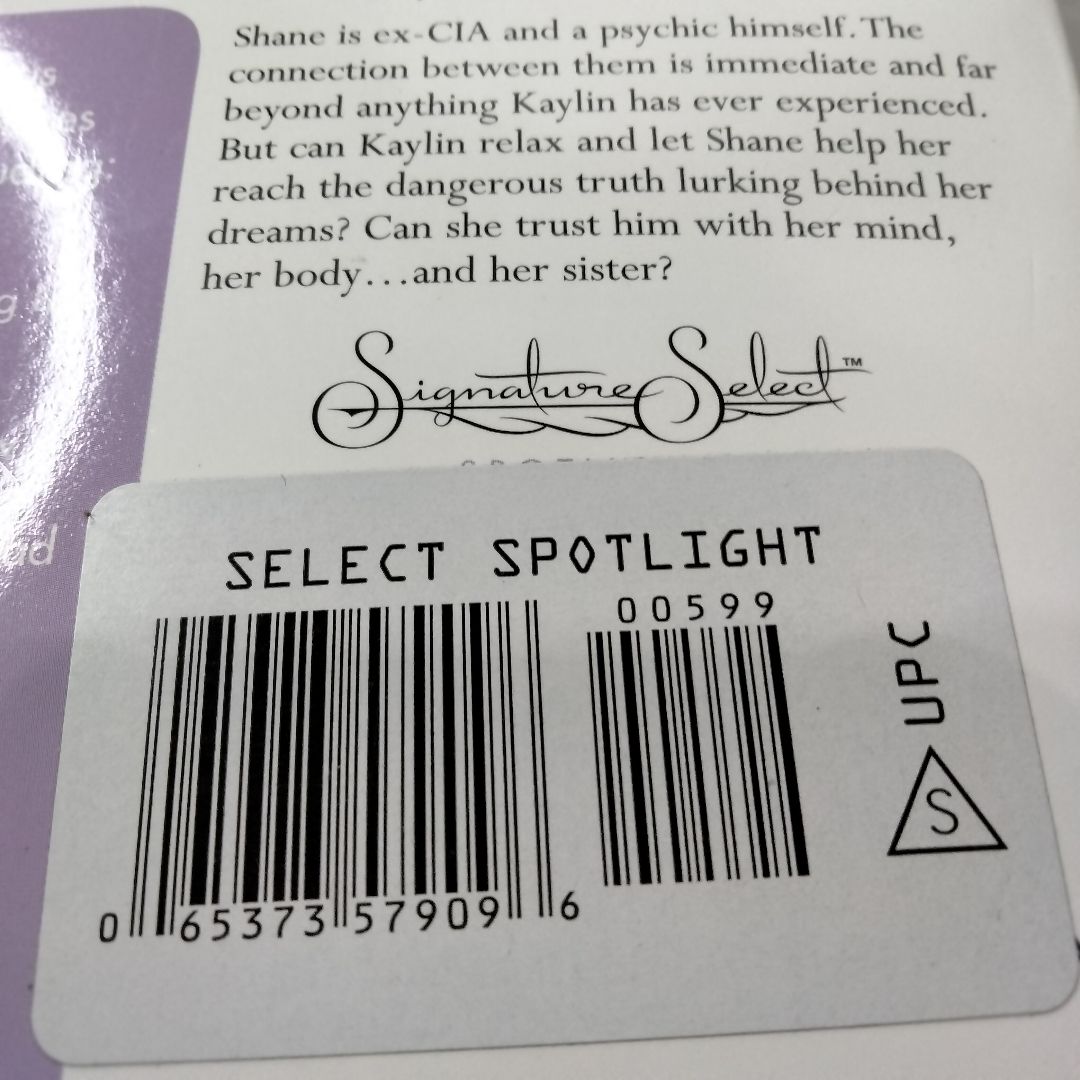 Shane is ex-CIA and a psychic himself. The
connection between them is immediate and far
beyond anything Kaylin has ever experienced.
But can Kaylin relax and let Shane help her
reach the dangerous truth lurking behind her
dreams? Can she trust him with her mind,
her body...and her sister?
Signature Select™
SELECT SPOTLIGHT
00599
0 65373 57909 6
UPC
S